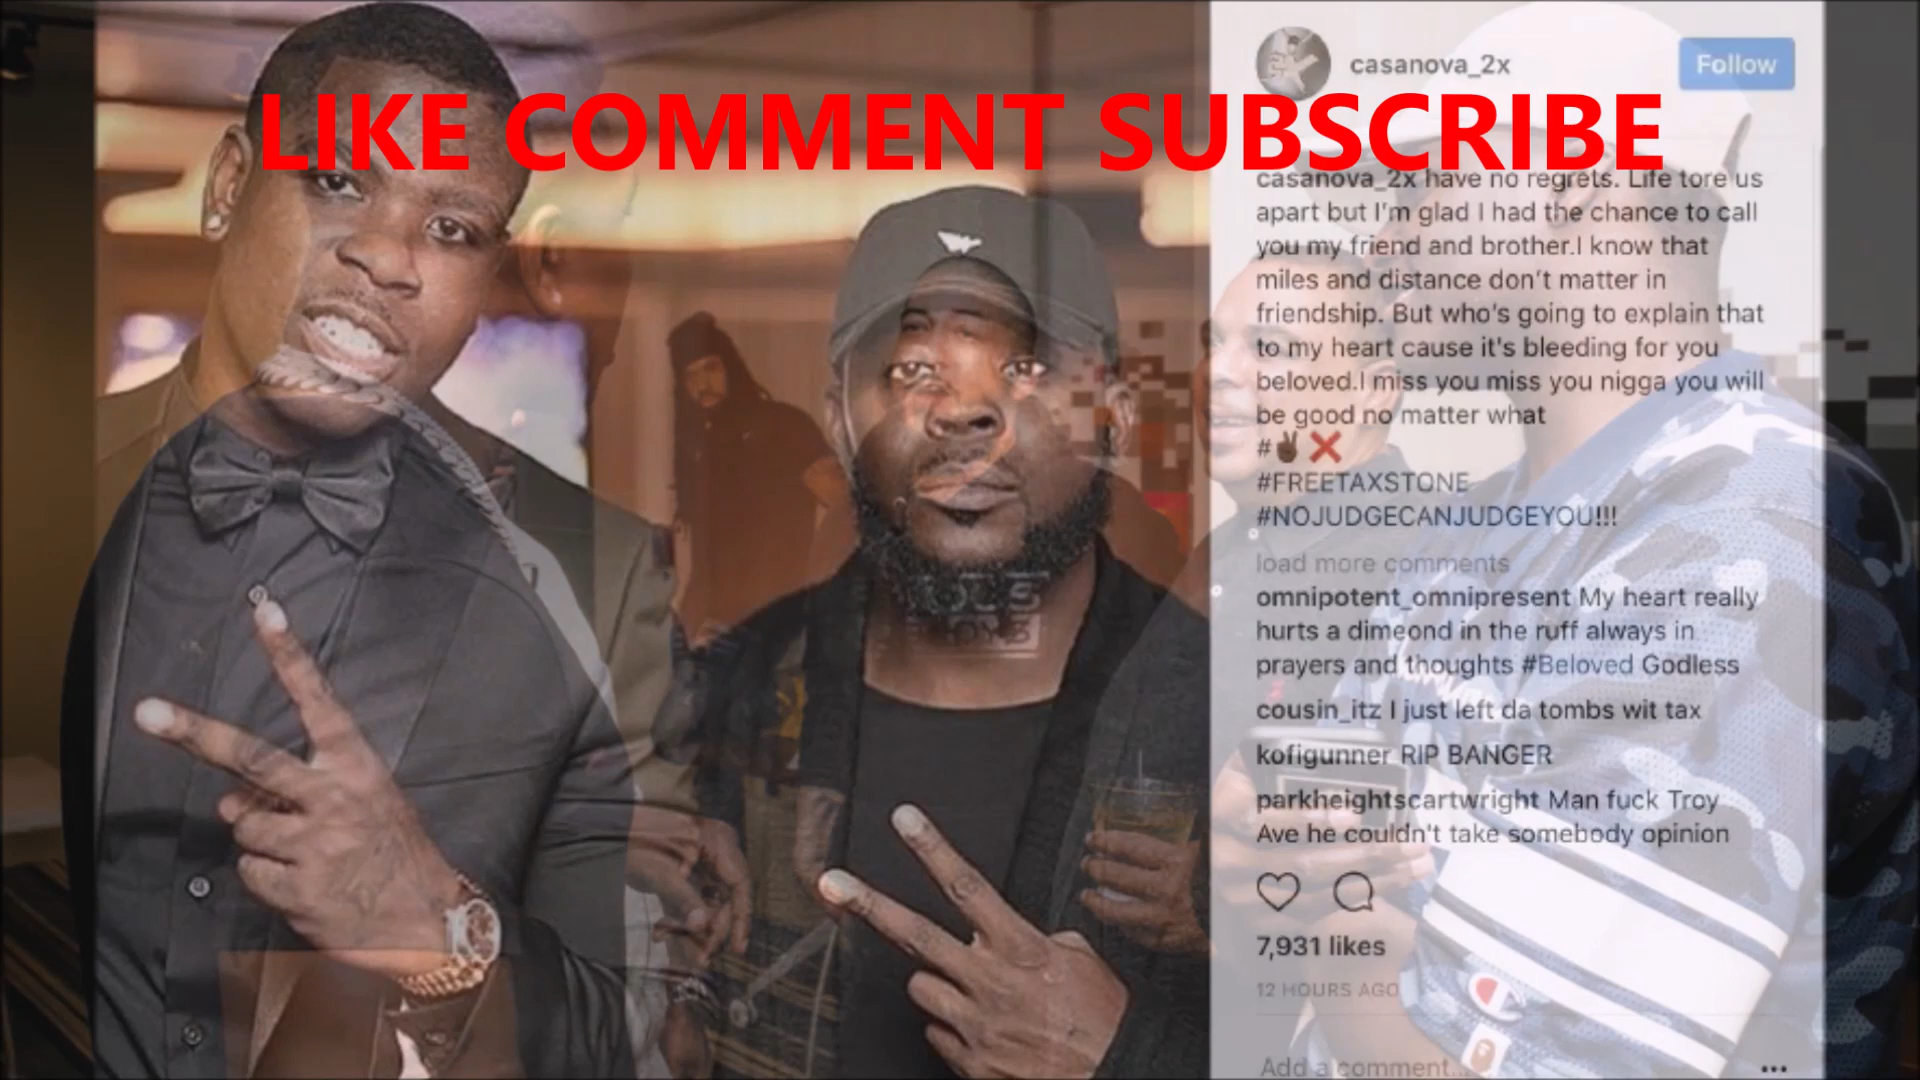 LIKE COMMENT SUBSCRIBE
casanova_2x
Follow
casanova_2x have no regrets. Life tore us
apart but I'm glad I had the chance to call
you my friend and brother.I know that
miles and distance don't matter in
friendship. But who's going to explain that
to my heart cause it's bleeding for you
beloved.I miss you miss you nigga you will
be good no matter what
#✌🏿❌
#FREETAXSTONE
#NOJUDGECANJUDGEYOU!!!
load more comments
omnipotent_omnipresent My heart really
hurts a dimeond in the ruff always in
prayers and thoughts #Beloved Godless
cousin_itz I just left da tombs wit tax
kofigunner RIP BANGER
parkheightscartwright Man fuck Troy
Ave he couldn't take somebody opinion
7,931 likes
12 HOURS AGO
Add a comment...